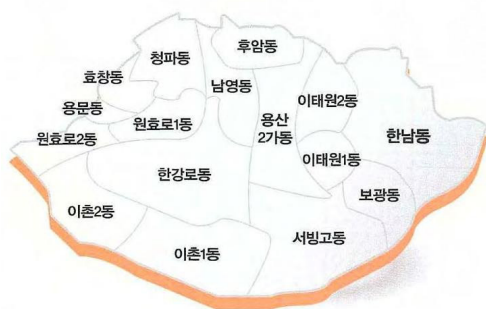 후암동
청파동
효창동
남영동
이태원2동
용문동
원효로1동
용산
2가동
원효로2동
한남동
이태원1동
한강로동
보광동
이촌2동
서빙고동
이촌1동